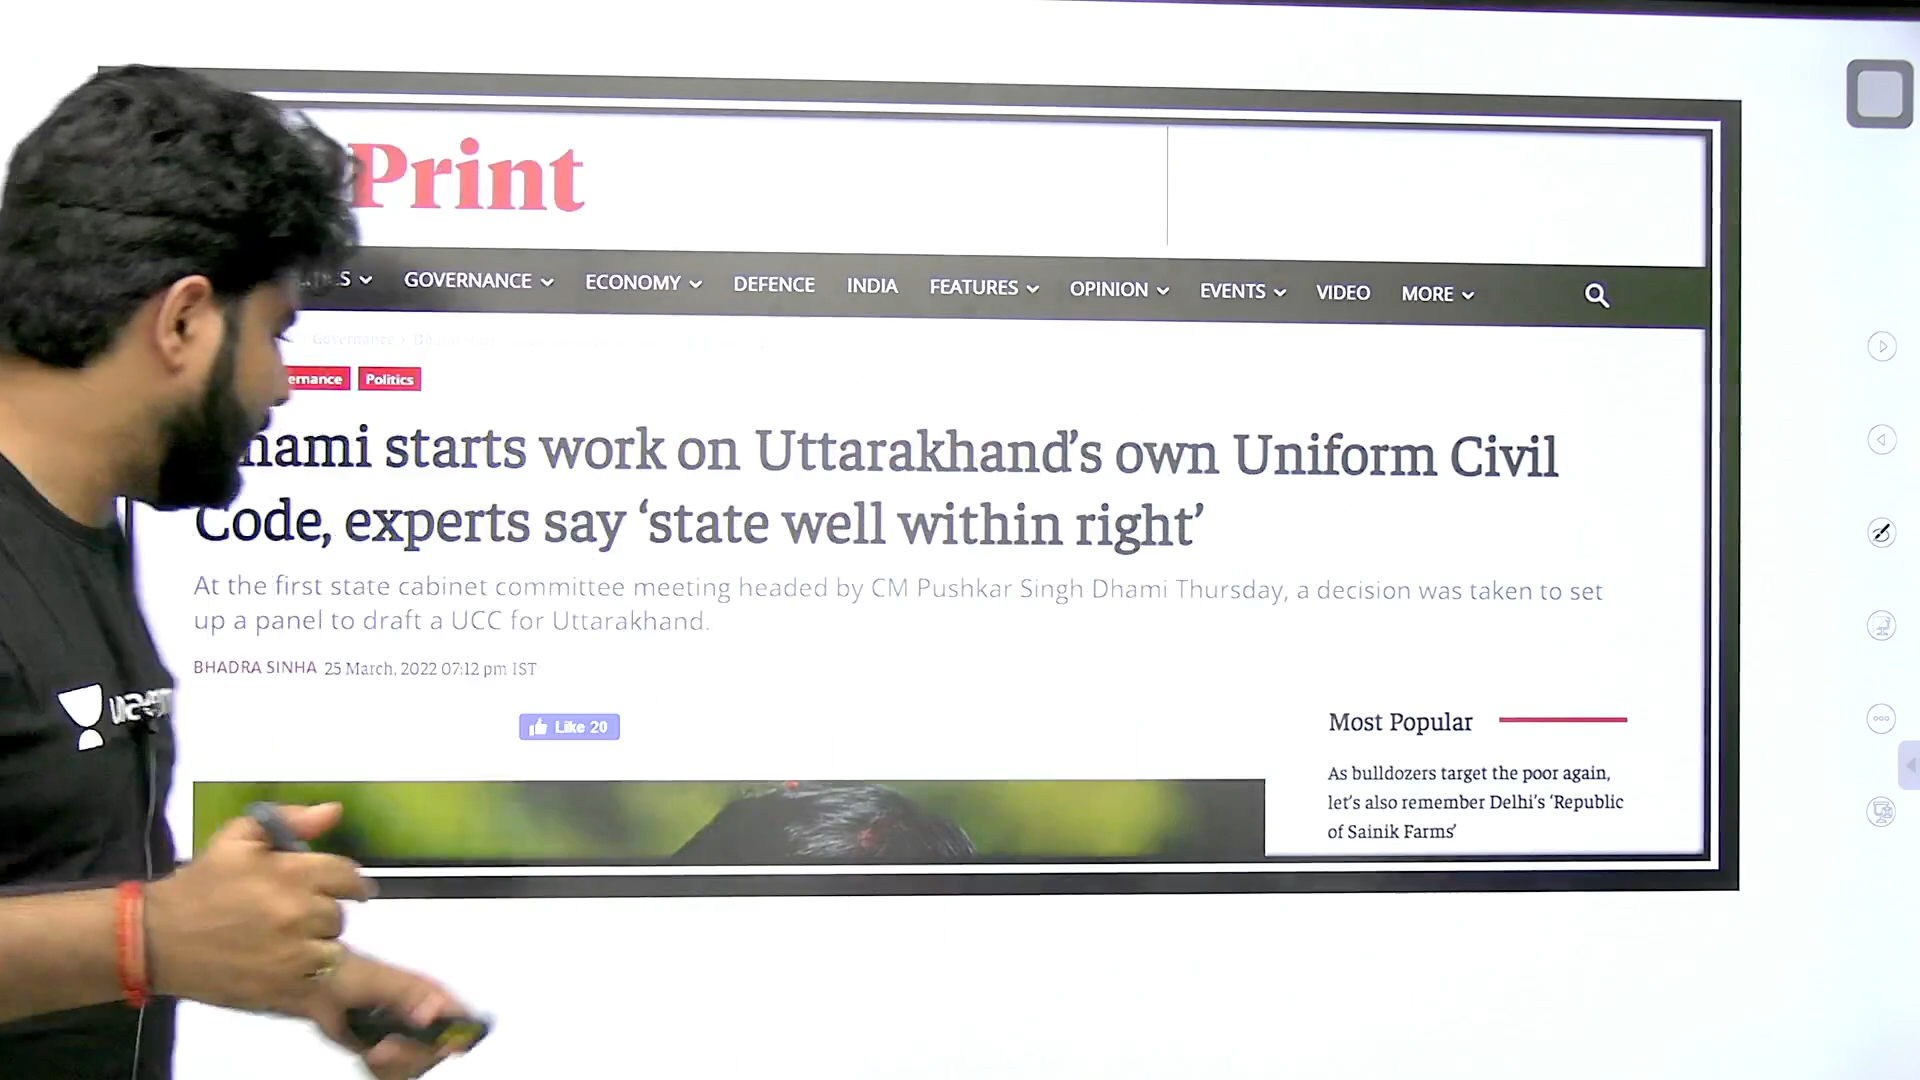 Print
GOVERNANCE ECONOMY DEFENCE INDIA FEATURES OPINION EVENTS VIDEO MORE
Governance
ernance Politics
hami starts work on Uttarakhand’s own Uniform Civil
Code, experts say ‘state well within right’
At the first state cabinet committee meeting headed by CM Pushkar Singh Dhami Thursday, a decision was taken to set
up a panel to draft a UCC for Uttarakhand.
BHADRA SINHA 25 March, 2022 07:12 pm IST
Like 20
Most Popular
As bulldozers target the poor again,
let’s also remember Delhi’s ‘Republic
of Sainik Farms’